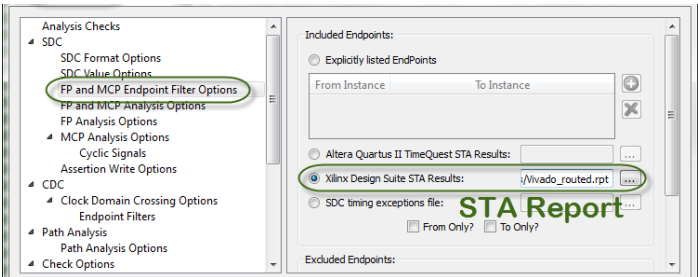 Analysis Checks
SDC
SDC Format Options
SDC Value Options
FP and MCP Endpoint Filter Options
FP and MCP Analysis Options
FP Analysis Options
MCP Analysis Options
Cyclic Signals
Assertion Write Options
CDC
Clock Domain Crossing Options
Endpoint Filters
Path Analysis
Path Analysis Options
Check Options
Included Endpoints:
Explicitly listed EndPoints
From Instance To Instance
Altera Quartus II TimeQuest STA Results: ...
Xilinx Design Suite STA Results: s/Vivado_routed.rpt ...
SDC timing exceptions file: ...
STA Report
From Only? To Only?
Excluded Endpoints: